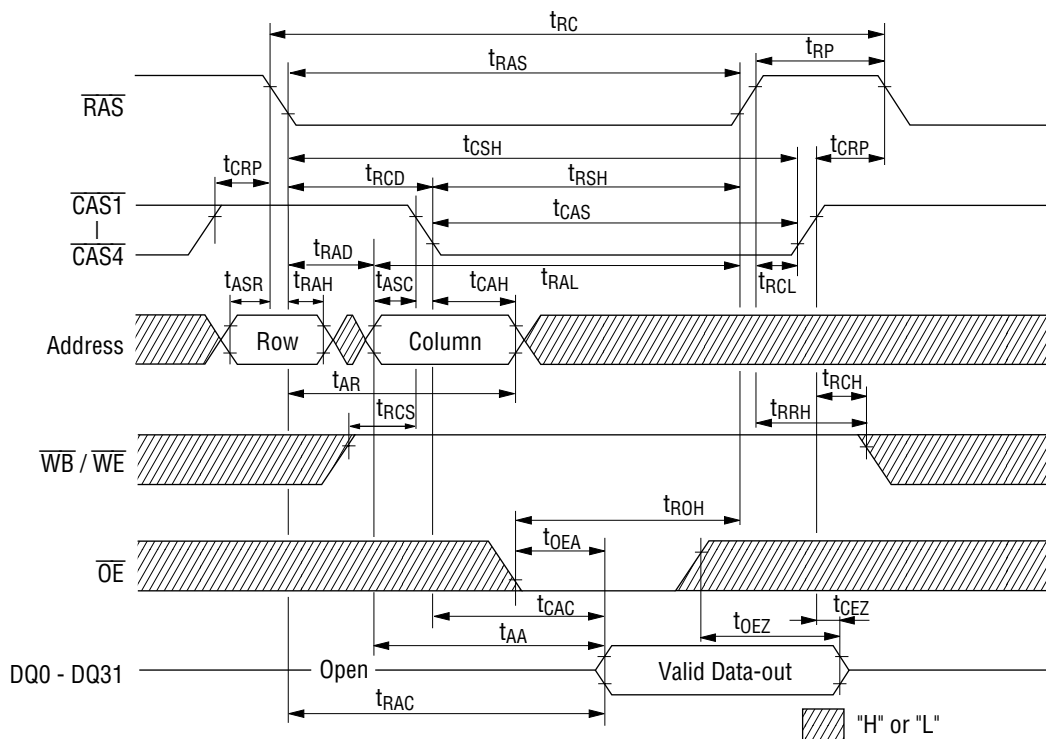 tRC
tRAS
tRP
RAS
tCSH
tCRP
tCRP
tRCD
tRSH
CAS1
tCAS
CAS4
tRAD
tRAL
tRCL
tASR
tRAH
tASC
tCAH
Address
Row
Column
tAR
tRCH
tRCS
tRRH
WB / WE
tROH
tOEA
OE
tCAC
tCEZ
tAA
tOEZ
DQ0 - DQ31
Open
Valid Data-out
tRAC
"H" or "L"